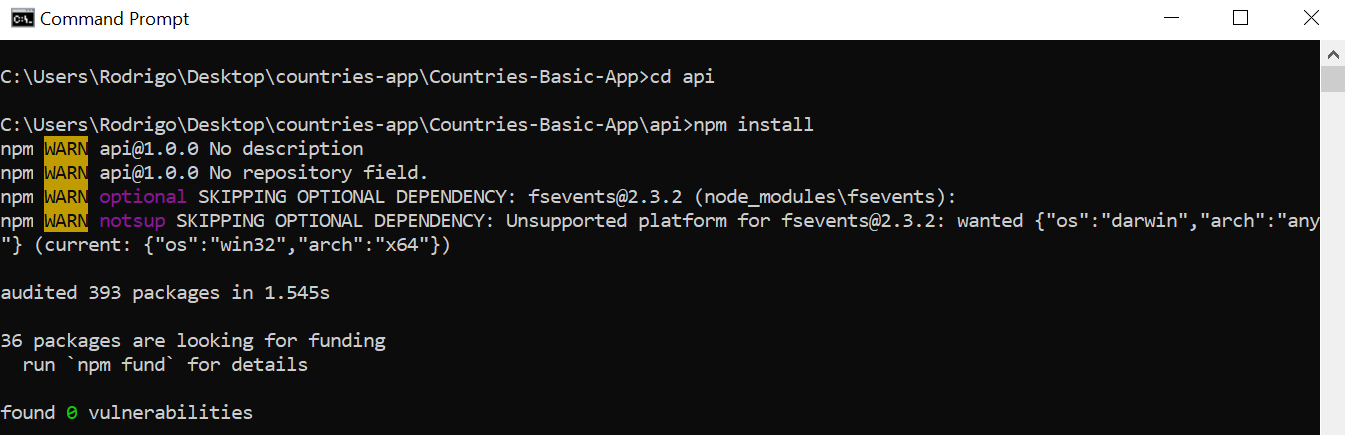 Command Prompt
C:\Users\Rodrigo\Desktop\countries-app\Countries-Basic-App>cd api
C:\Users\Rodrigo\Desktop\countries-app\Countries-Basic-App\api>npm install
npm WARN api@1.0.0 No description
npm WARN api@1.0.0 No repository field.
npm WARN optional SKIPPING OPTIONAL DEPENDENCY: fsevents@2.3.2 (node_modules\fsevents):
npm WARN notsup SKIPPING OPTIONAL DEPENDENCY: Unsupported platform for fsevents@2.3.2: wanted {"os":"darwin","arch":"any
"} (current: {"os":"win32","arch":"x64"})
audited 393 packages in 1.545s
36 packages are looking for funding
  run `npm fund` for details
found 0 vulnerabilities